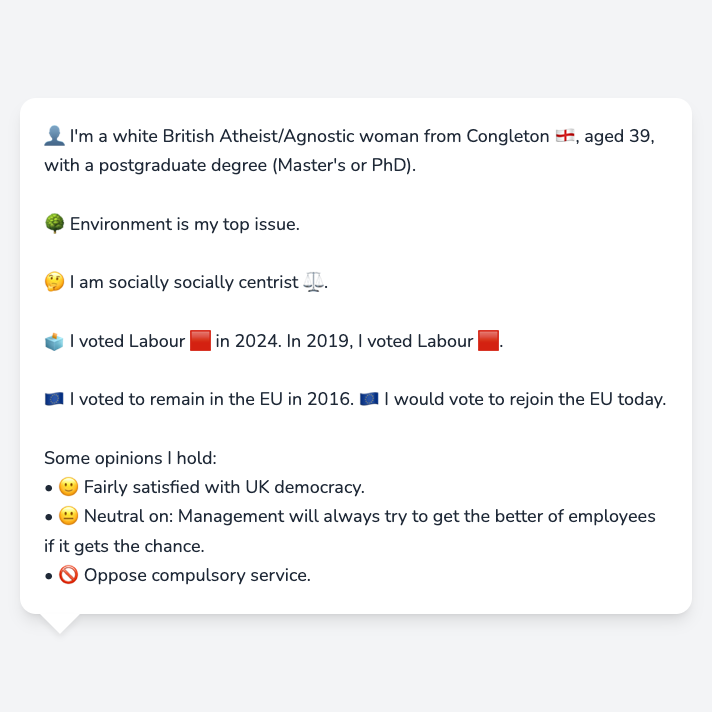 👤 I'm a white British Atheist/Agnostic woman from Congleton 🏴󠁧󠁢󠁥󠁮󠁧󠁿, aged 39,
with a postgraduate degree (Master's or PhD).
🌳 Environment is my top issue.
🤔 I am socially socially centrist ⚖️.
🗳️ I voted Labour 🟥 in 2024. In 2019, I voted Labour 🟥.
🇪🇺 I voted to remain in the EU in 2016. 🇪🇺 I would vote to rejoin the EU today.
Some opinions I hold:
• 🙂 Fairly satisfied with UK democracy.
• 😐 Neutral on: Management will always try to get the better of employees
if it gets the chance.
• 🚫 Oppose compulsory service.